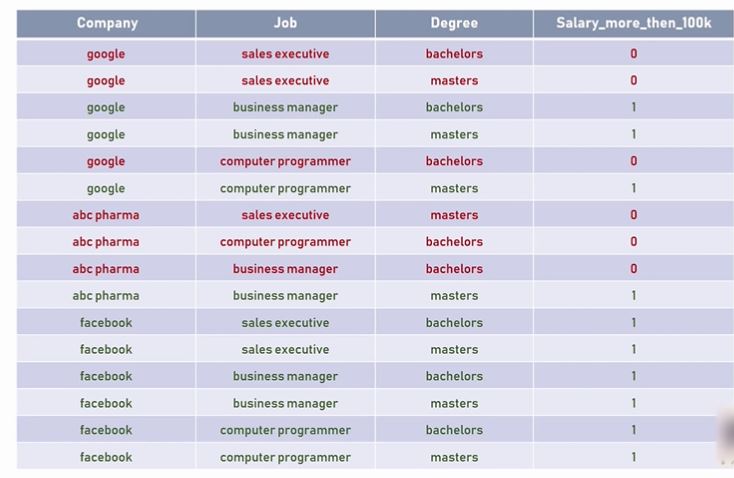 Company Job Degree Salary_more_then_100k
google sales executive bachelors 0
google sales executive masters 0
google business manager bachelors 1
google business manager masters 1
google computer programmer bachelors 0
google computer programmer masters 1
abc pharma sales executive masters 0
abc pharma computer programmer bachelors 0
abc pharma business manager bachelors 0
abc pharma business manager masters 1
facebook sales executive bachelors 1
facebook sales executive masters 1
facebook business manager bachelors 1
facebook business manager masters 1
facebook computer programmer bachelors 1
facebook computer programmer masters 1